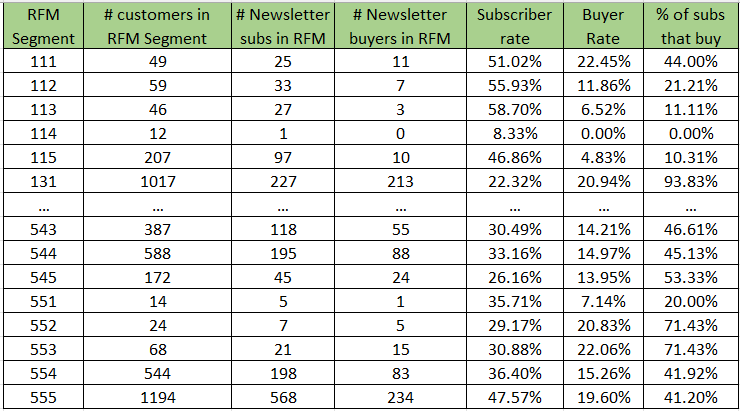 RFM Segment # customers in RFM Segment # Newsletter subs in RFM # Newsletter buyers in RFM Subscriber rate Buyer Rate % of subs that buy
111 49 25 11 51.02% 22.45% 44.00%
112 59 33 7 55.93% 11.86% 21.21%
113 46 27 3 58.70% 6.52% 11.11%
114 12 1 0 8.33% 0.00% 0.00%
115 207 97 10 46.86% 4.83% 10.31%
131 1017 227 213 22.32% 20.94% 93.83%
... ... ... ... ... ... ...
543 387 118 55 30.49% 14.21% 46.61%
544 588 195 88 33.16% 14.97% 45.13%
545 172 45 24 26.16% 13.95% 53.33%
551 14 5 1 35.71% 7.14% 20.00%
552 24 7 5 29.17% 20.83% 71.43%
553 68 21 15 30.88% 22.06% 71.43%
554 544 198 83 36.40% 15.26% 41.92%
555 1194 568 234 47.57% 19.60% 41.20%